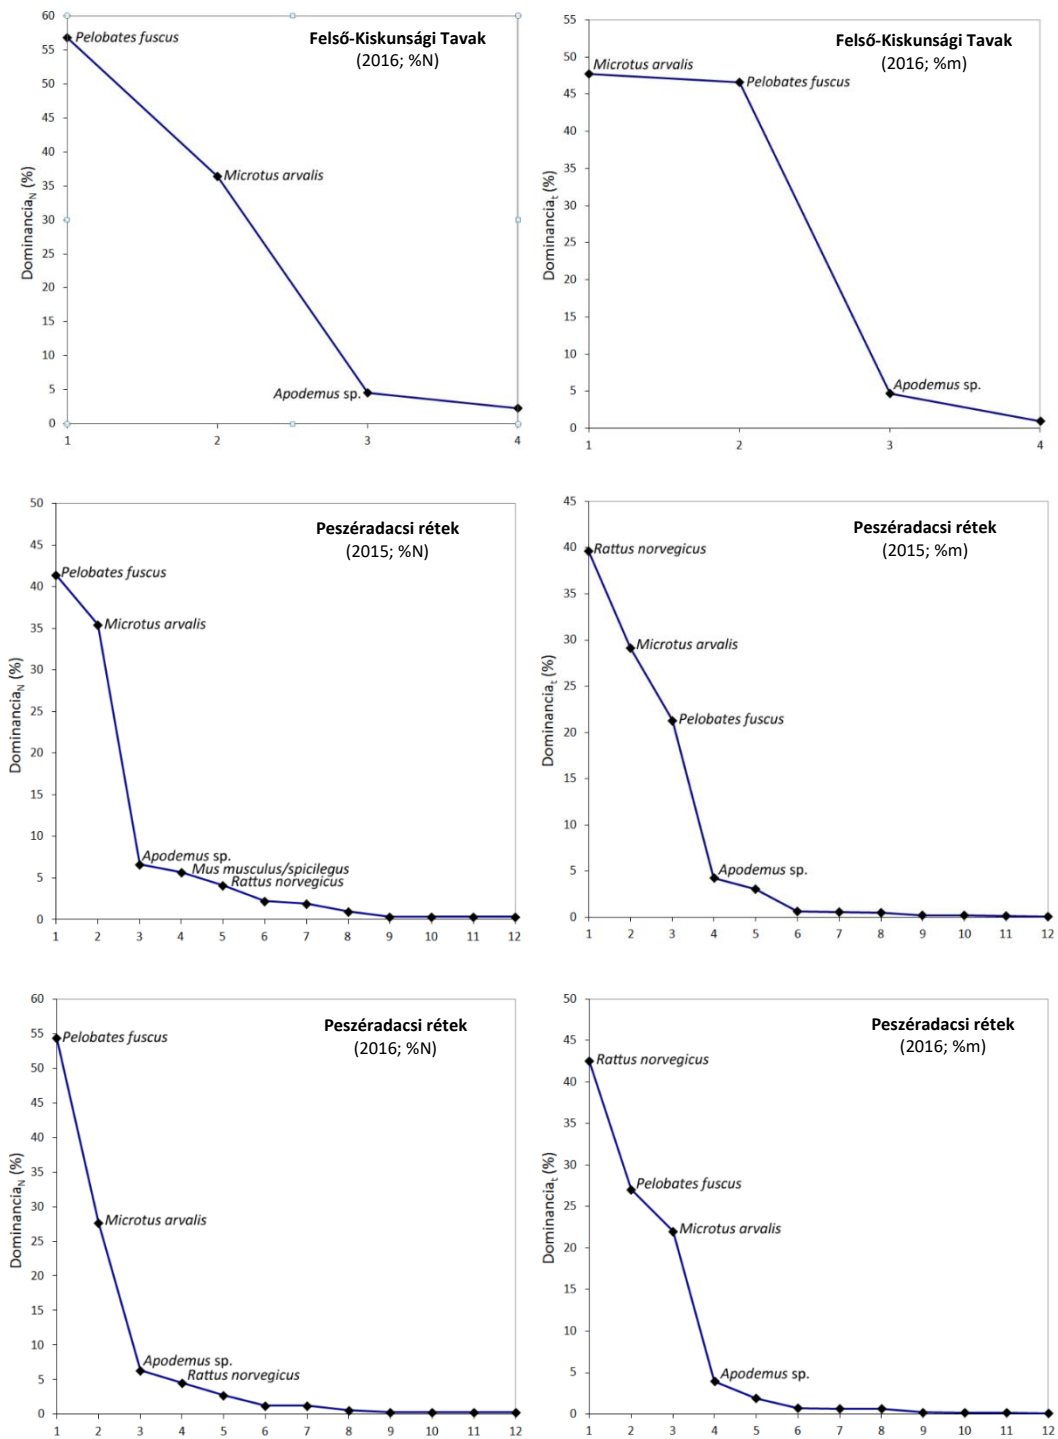 Felső-Kiskunsági Tavak
(2016; %N)
Dominancia_N (%)
60
55
50
45
40
35
30
25
20
15
10
5
0
Pelobates fuscus
Microtus arvalis
Apodemus sp.
1 2 3 4
Felső-Kiskunsági Tavak
(2016; %m)
Dominancia_t (%)
55
50
45
40
35
30
25
20
15
10
5
0
Microtus arvalis
Pelobates fuscus
Apodemus sp.
1 2 3 4
Peszéradacsi rétek
(2015; %N)
Dominancia_N (%)
50
45
40
35
30
25
20
15
10
5
0
Pelobates fuscus
Microtus arvalis
Apodemus sp.
Mus musculus/spicilegus
Rattus norvegicus
1 2 3 4 5 6 7 8 9 10 11 12
Peszéradacsi rétek
(2015; %m)
Dominancia_t (%)
45
40
35
30
25
20
15
10
5
0
Rattus norvegicus
Microtus arvalis
Pelobates fuscus
Apodemus sp.
1 2 3 4 5 6 7 8 9 10 11 12
Peszéradacsi rétek
(2016; %N)
Dominancia_N (%)
60
55
50
45
40
35
30
25
20
15
10
5
0
Pelobates fuscus
Microtus arvalis
Apodemus sp.
Rattus norvegicus
1 2 3 4 5 6 7 8 9 10 11 12
Peszéradacsi rétek
(2016; %m)
Dominancia_t (%)
50
45
40
35
30
25
20
15
10
5
0
Rattus norvegicus
Pelobates fuscus
Microtus arvalis
Apodemus sp.
1 2 3 4 5 6 7 8 9 10 11 12